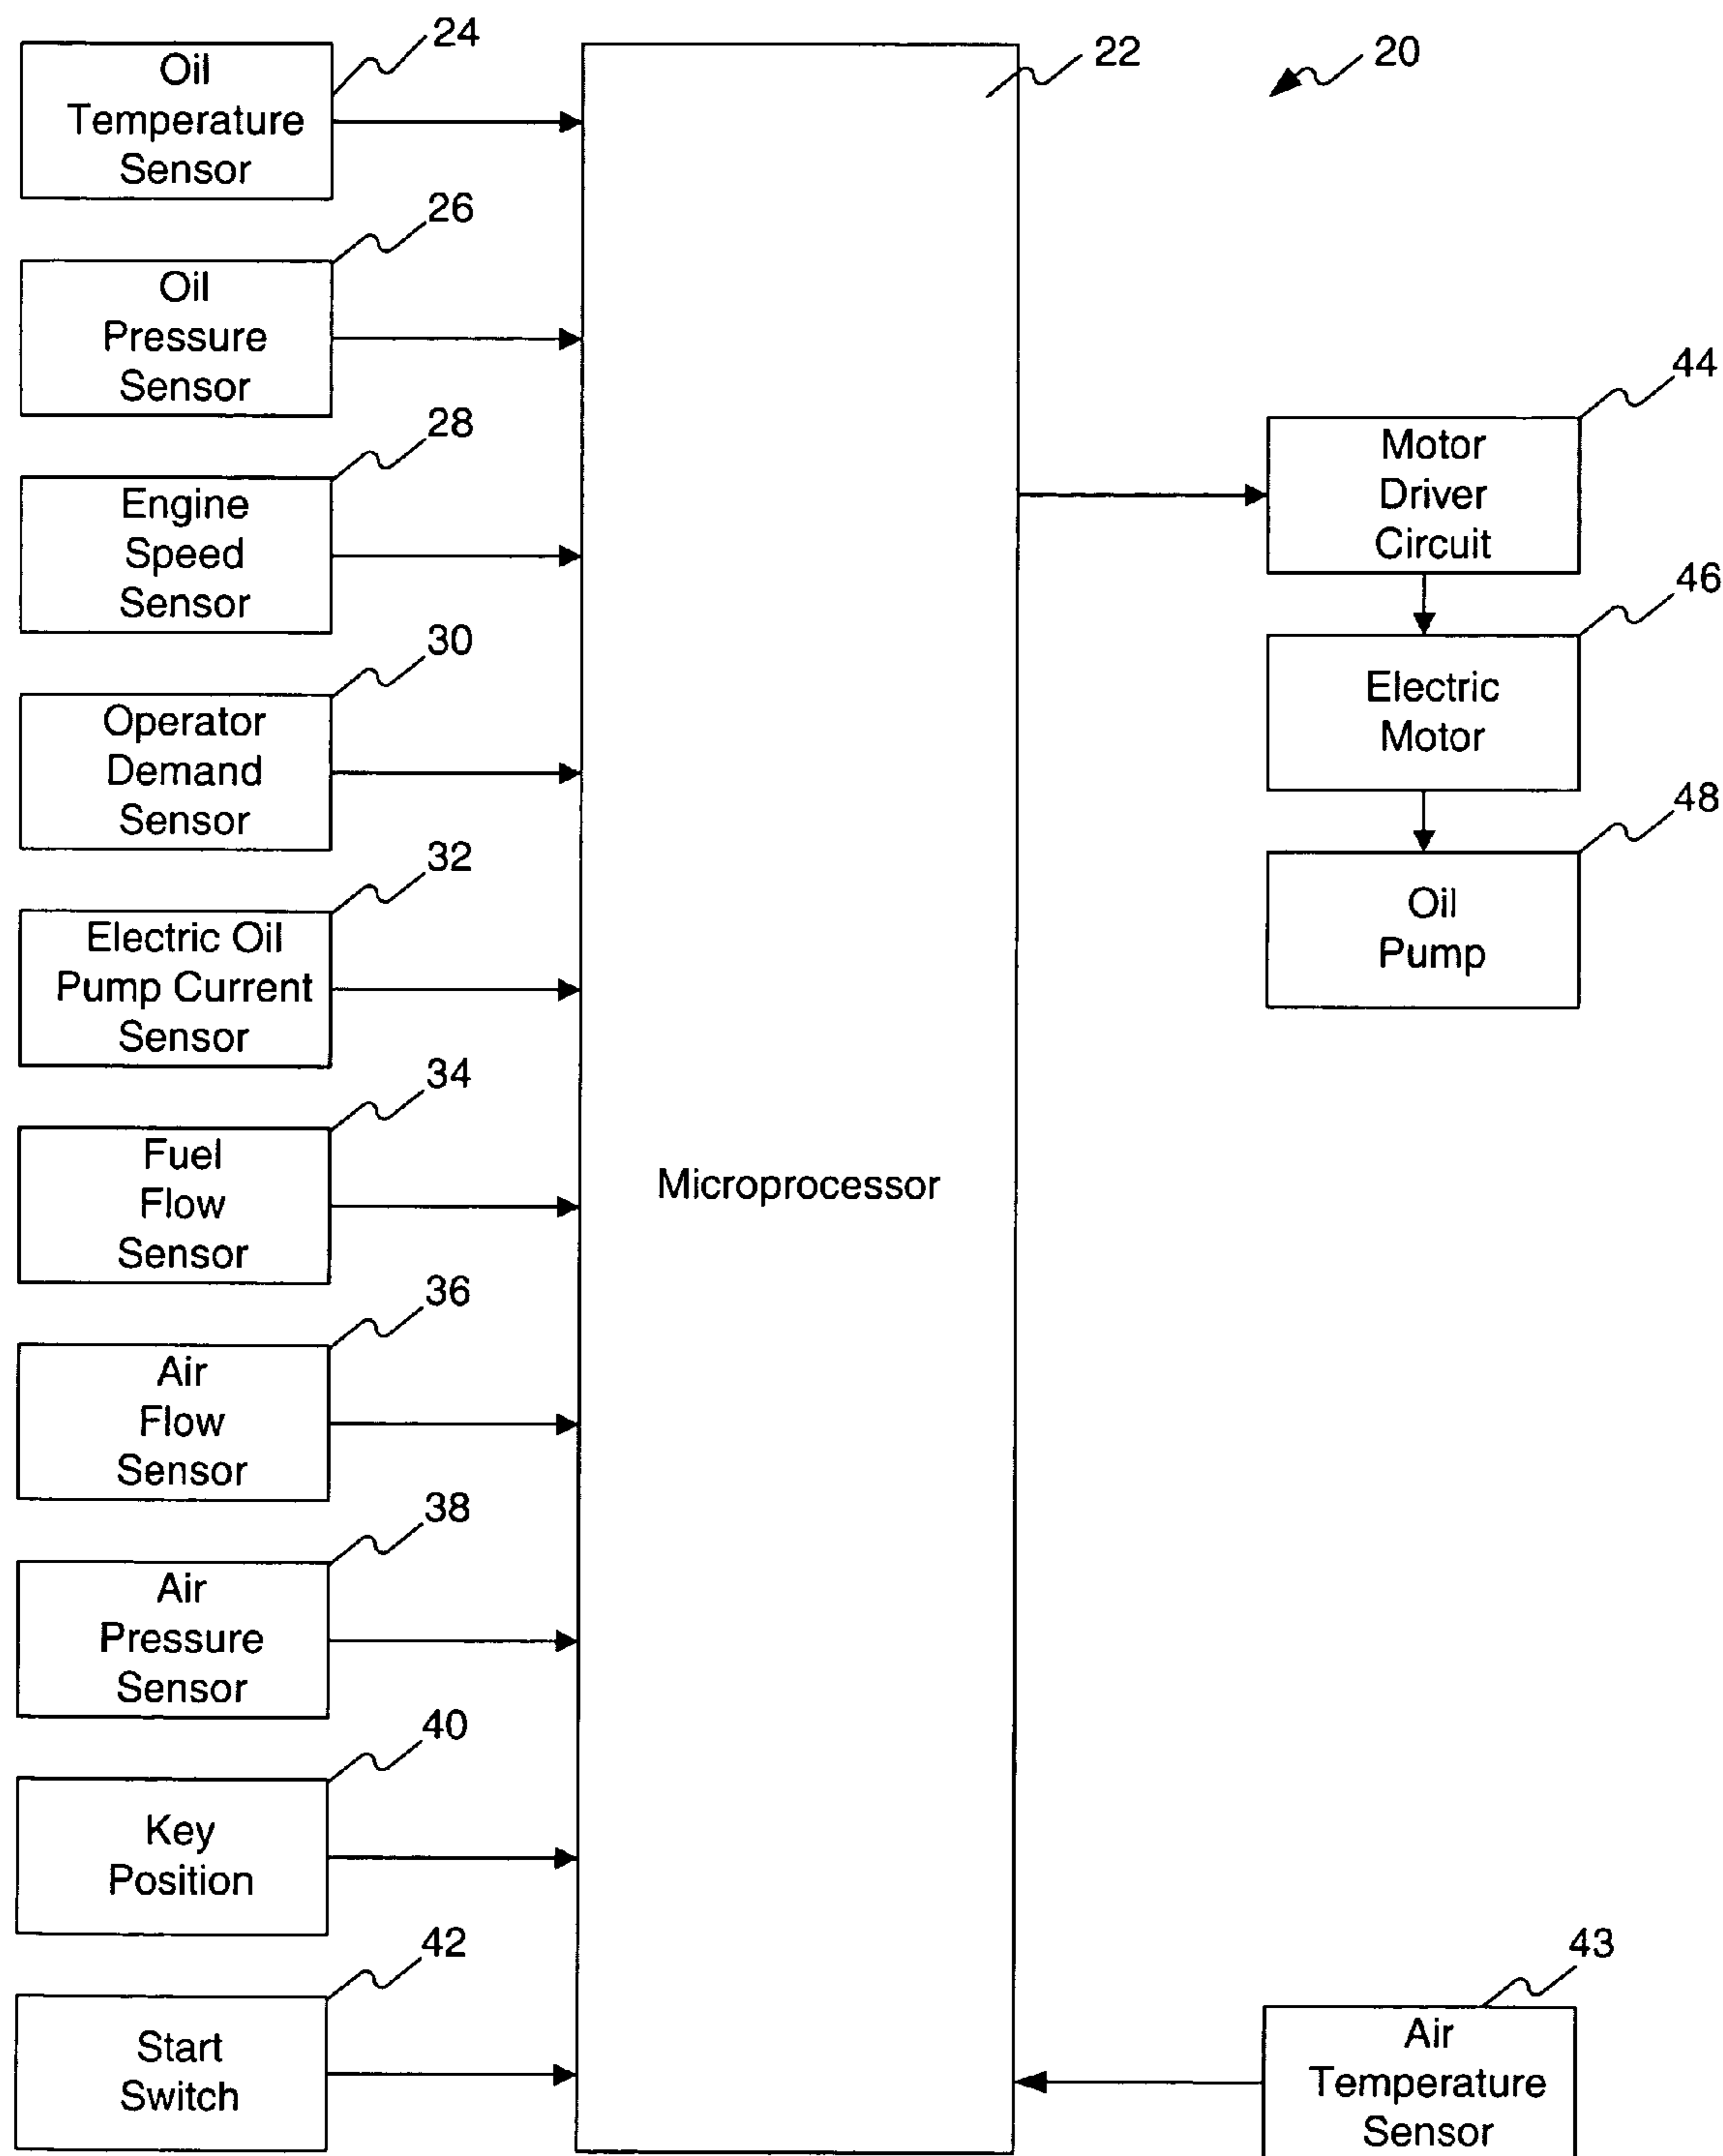 24
Oil
Temperature
Sensor
26
Oil
Pressure
Sensor
28
Engine
Speed
Sensor
30
Operator
Demand
Sensor
32
Electric Oil
Pump Current
Sensor
34
Fuel
Flow
Sensor
36
Air
Flow
Sensor
38
Air
Pressure
Sensor
40
Key
Position
42
Start
Switch
22
Microprocessor
20
44
Motor
Driver
Circuit
46
Electric
Motor
48
Oil
Pump
43
Air
Temperature
Sensor